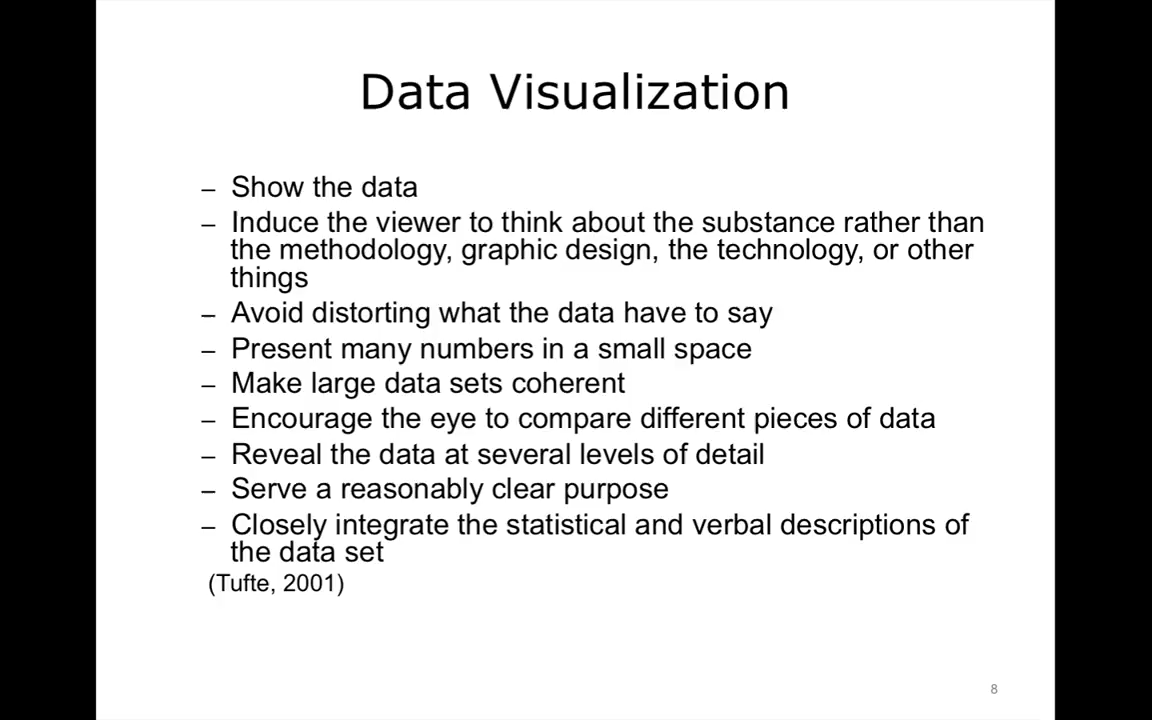 Data Visualization
– Show the data
– Induce the viewer to think about the substance rather than
the methodology, graphic design, the technology, or other
things
– Avoid distorting what the data have to say
– Present many numbers in a small space
– Make large data sets coherent
– Encourage the eye to compare different pieces of data
– Reveal the data at several levels of detail
– Serve a reasonably clear purpose
– Closely integrate the statistical and verbal descriptions of
the data set
(Tufte, 2001)
8